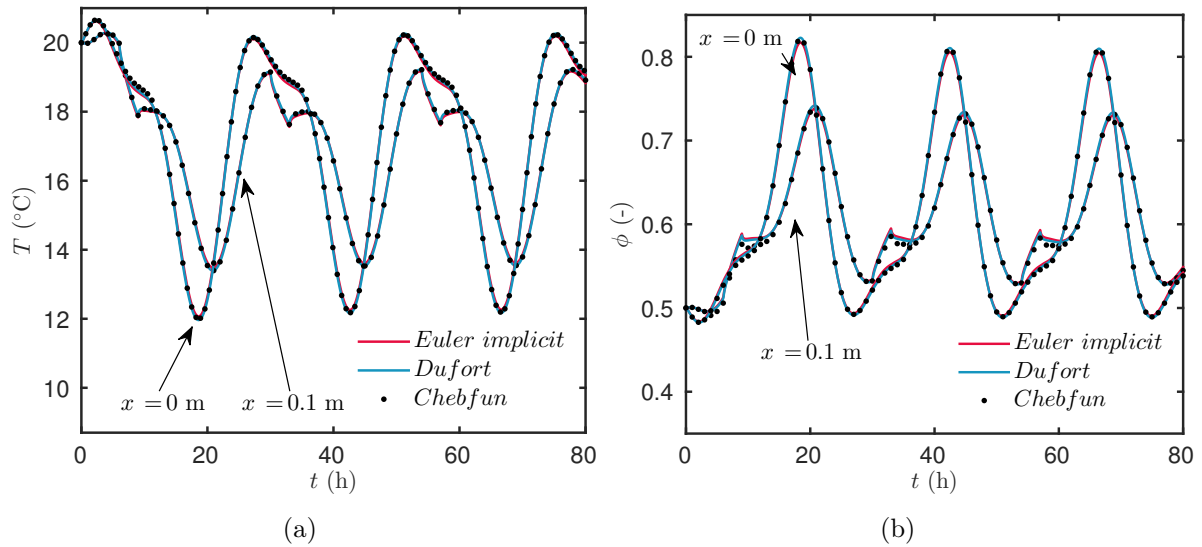 20
18
16
14
12
10
T (°C)
x =0 m
x =0.1 m
Euler implicit
Dufort
Chebfun
0
20
40
60
80
t (h)
(a)
0.8
0.7
0.6
0.5
0.4
ϕ (-)
x =0 m
x =0.1 m
Euler implicit
Dufort
Chebfun
0
20
40
60
80
t (h)
(b)